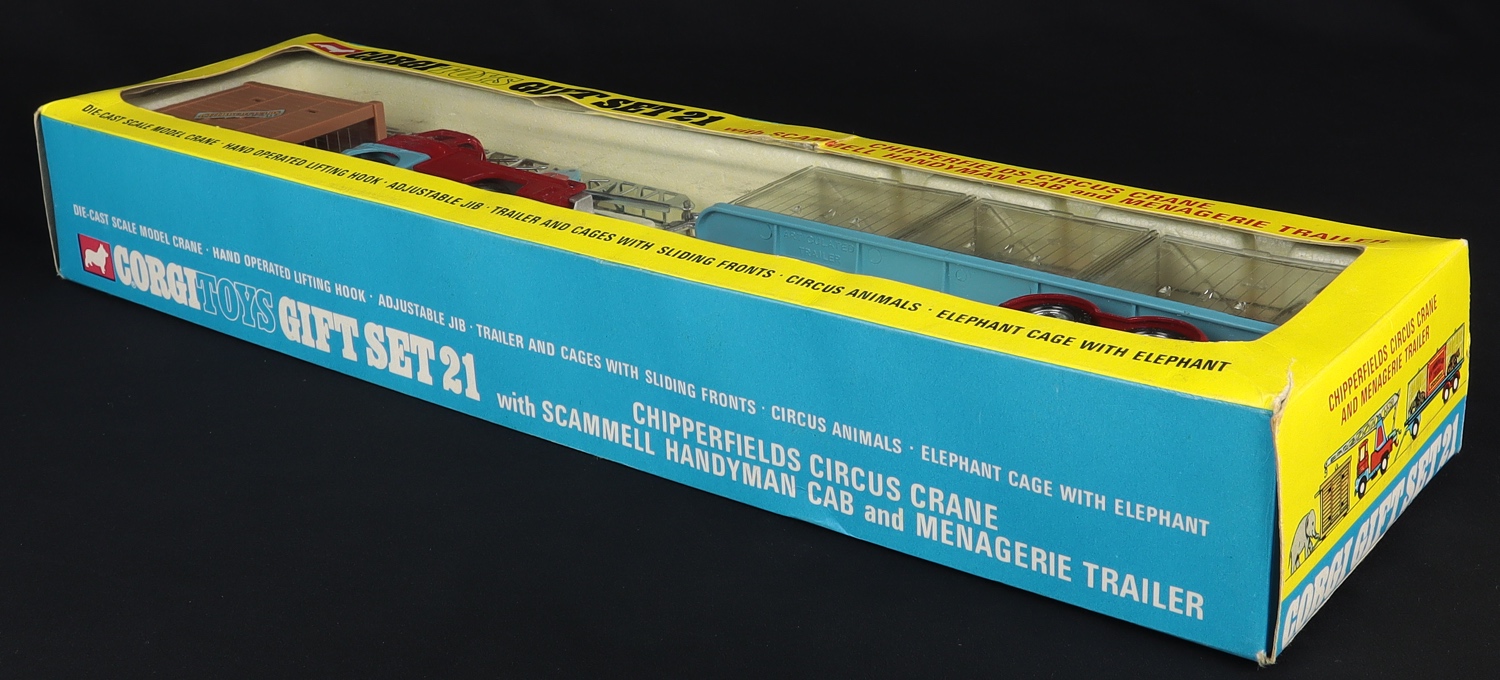 CORGI TOYS GIFT SET 21 with SCAMMELL HANDYMAN CAB and MENAGERIE TRAILER
CHIPPERFIELDS CIRCUS CRANE
DIE-CAST SCALE MODEL CRANE · HAND OPERATED LIFTING HOOK · ADJUSTABLE JIB · TRAILER AND CAGES WITH SLIDING FRONTS · CIRCUS ANIMALS · ELEPHANT CAGE WITH ELEPHANT
TRAILER
DIE-CAST SCALE MODEL CRANE · HAND OPERATED LIFTING HOOK · ADJUSTABLE JIB · TRAILER AND CAGES WITH SLIDING FRONTS · CIRCUS ANIMALS · ELEPHANT CAGE WITH ELEPHANT
CORGI TOYS GIFT SET 21
CHIPPERFIELDS CIRCUS CRANE
with SCAMMELL HANDYMAN CAB and MENAGERIE TRAILER
CHIPPERFIELDS CIRCUS CRANE
AND MENAGERIE TRAILER
CORGI GIFT SET 21